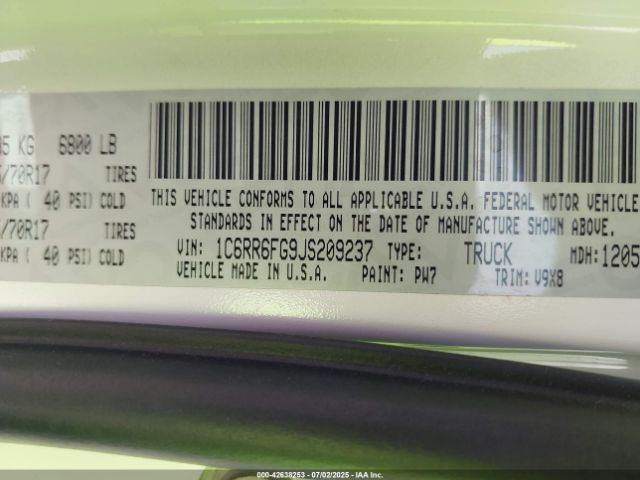 5 KG 6800 LB
/70R17 TIRES
KPA ( 40 PSI) COLD
/70R17 TIRES
KPA ( 40 PSI) COLD
THIS VEHICLE CONFORMS TO ALL APPLICABLE U.S.A. FEDERAL MOTOR VEHICLE
STANDARDS IN EFFECT ON THE DATE OF MANUFACTURE SHOWN ABOVE.
VIN: 1C6RR6FG9JS209237 TYPE: TRUCK MDH: 1205
VEHICLE MADE IN U.S.A. PAINT: PW7 TRIM: V9X8
000-42638253 - 07/02/2025 - IAA Inc.